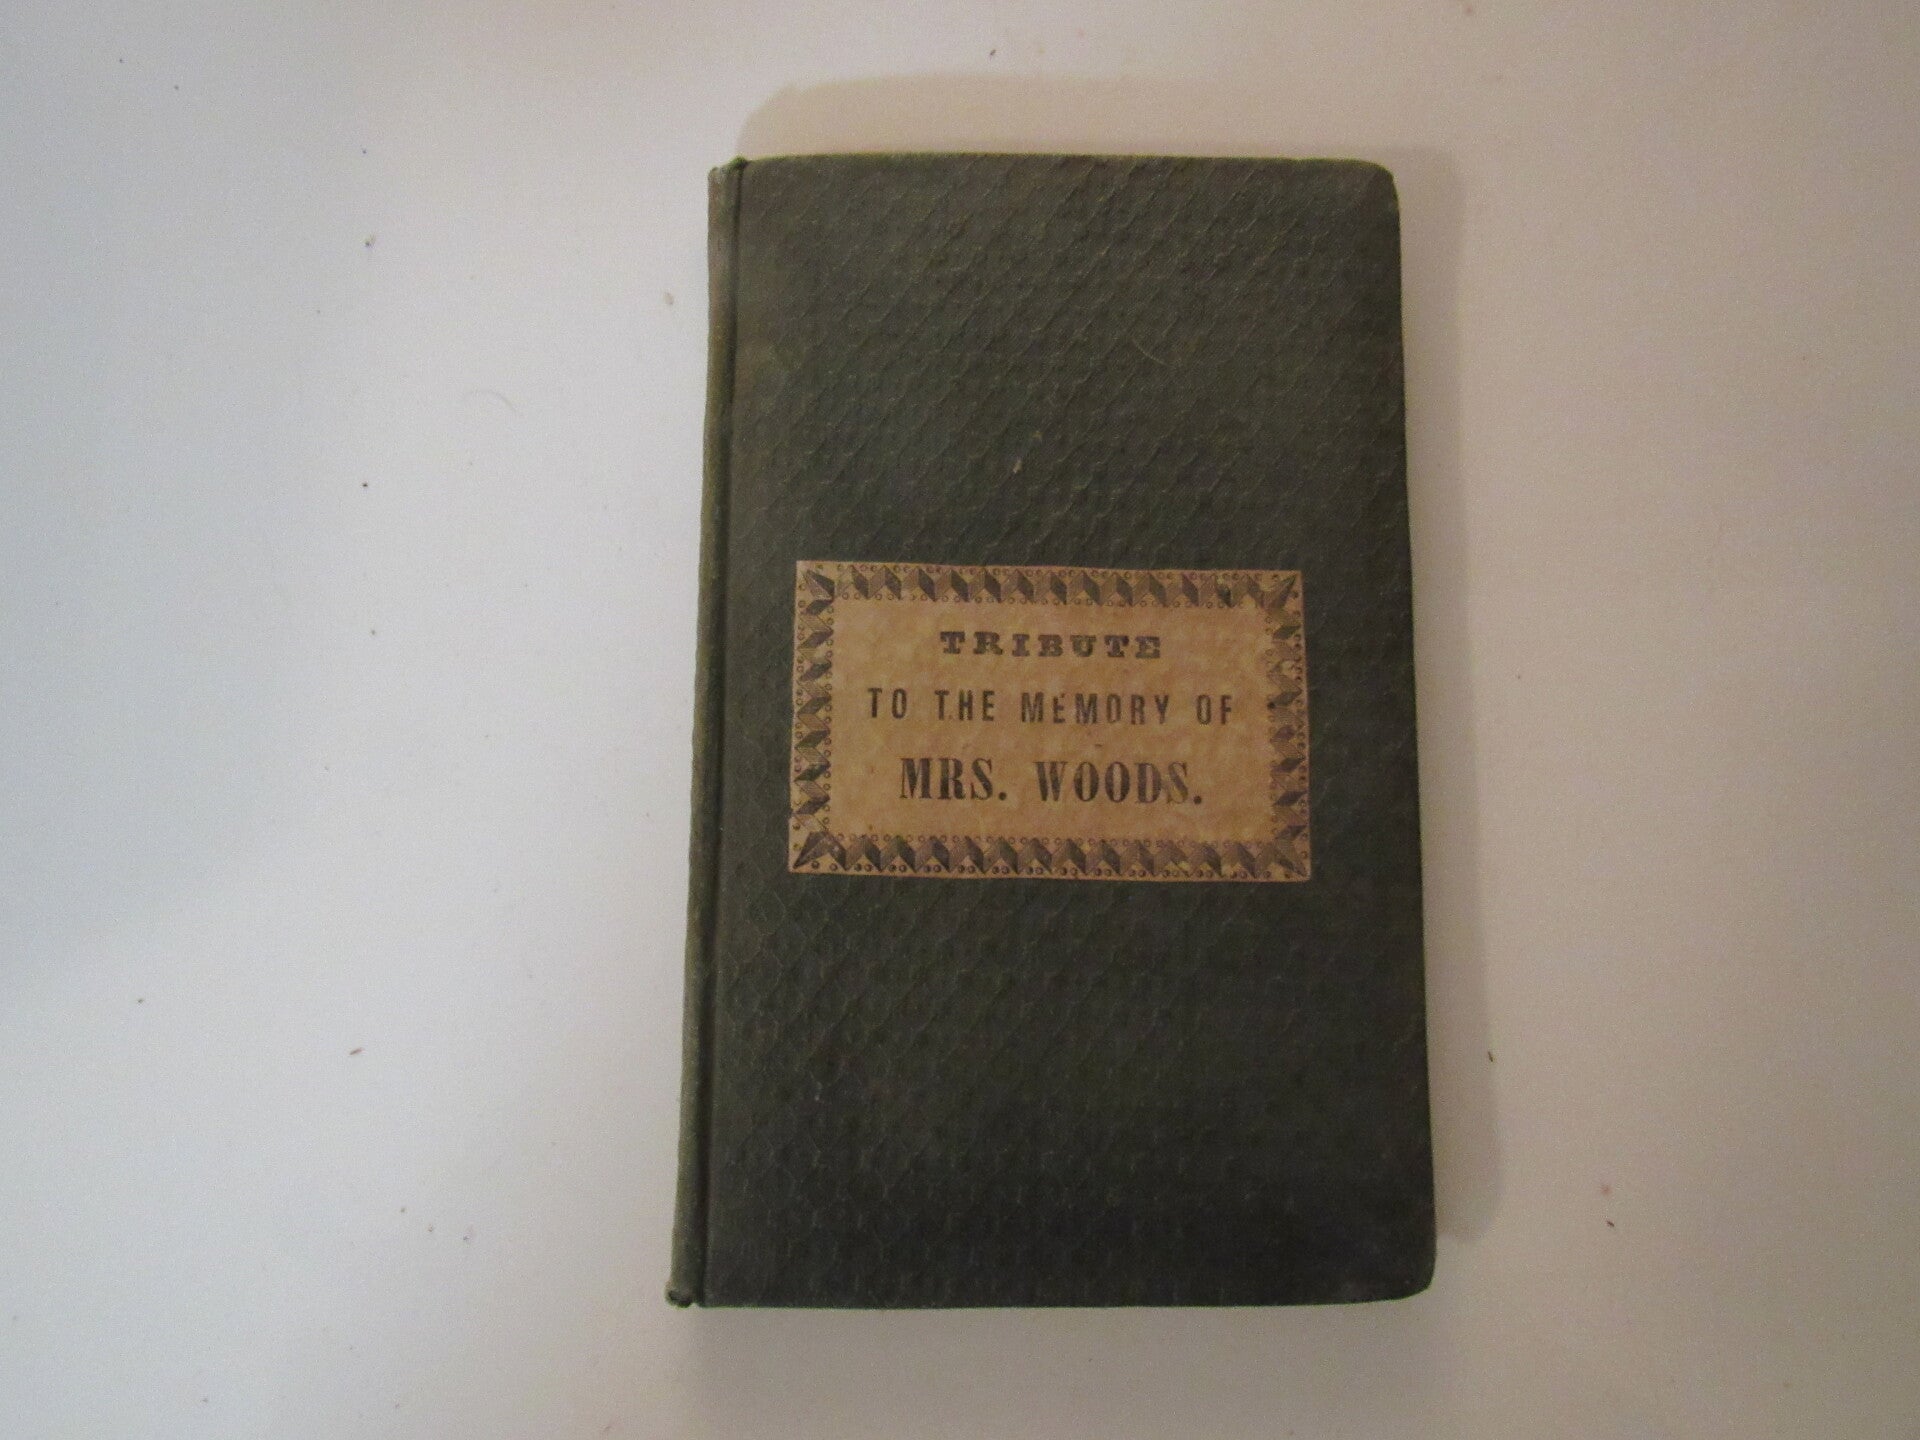 TRIBUTE
TO THE MEMORY OF
MRS. WOODS.